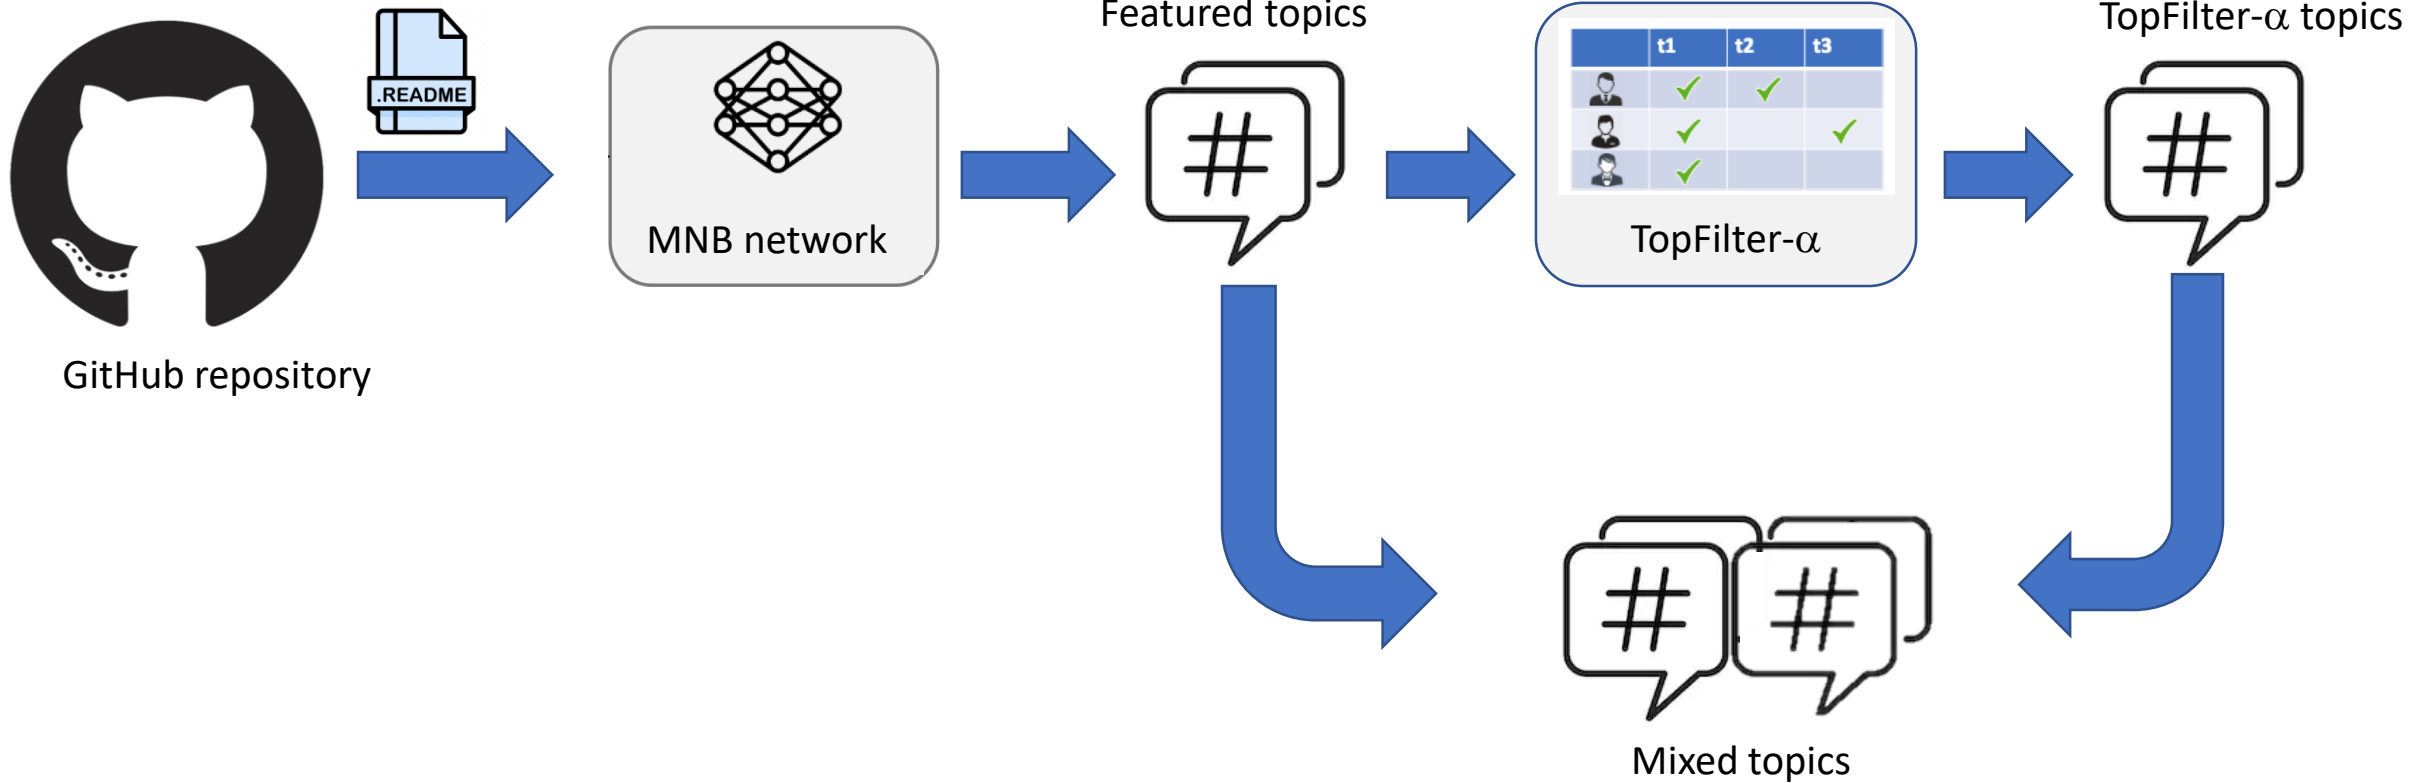 Featured topics
TopFilter-α topics
.README
t1 t2 t3
MNB network
TopFilter-α
GitHub repository
Mixed topics